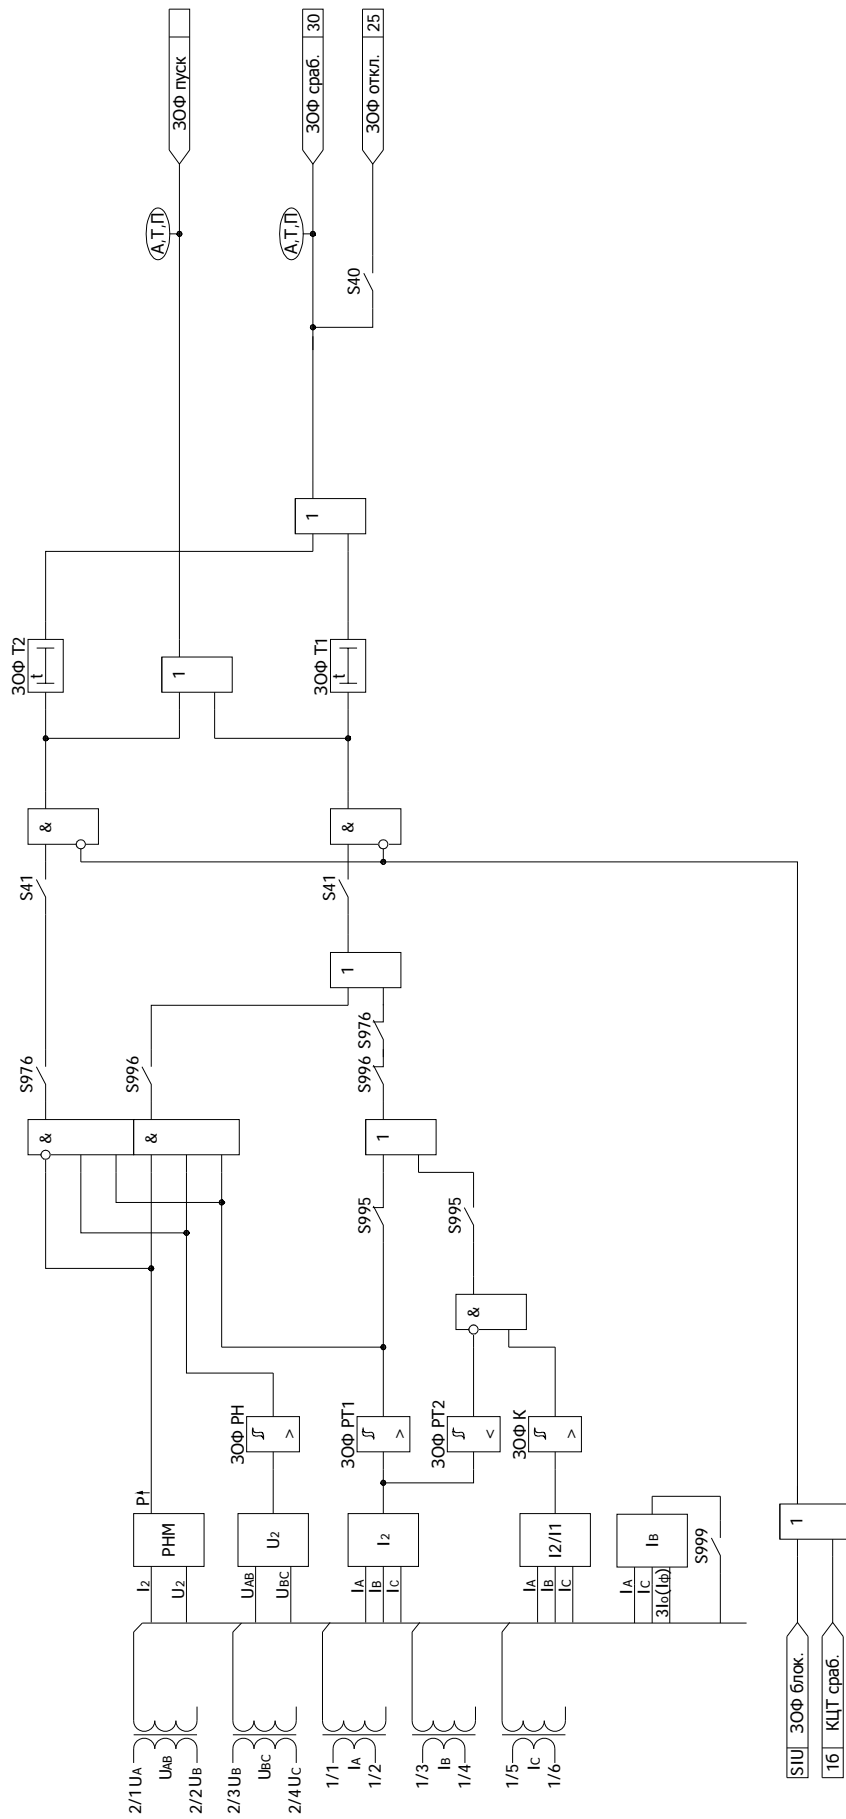 2/1 UA
UAB
2/2 UB
2/3 UB
UBC
2/4 UC
1/1
IA
1/2
1/3
IB
1/4
1/5
IC
1/6
I2
U2
РНМ
P
UAB
UBC
U2
ЗОФ РН
>
IA
IB
IC
I2
ЗОФ РТ1
>
ЗОФ РТ2
<
IA
IB
IC
I2/I1
ЗОФ К
>
IA
IC
3I0(IФ)
IB
S999
&
S995
S995
1
&
&
S976
S996
S996
S976
1
S41
S41
&
&
ЗОФ Т2
t
1
ЗОФ Т1
t
1
S40
А,Т,П
А,Т,П
ЗОФ пуск
ЗОФ сраб. 30
ЗОФ откл. 25
SIU ЗОФ блок.
16 КЦТ сраб.
1